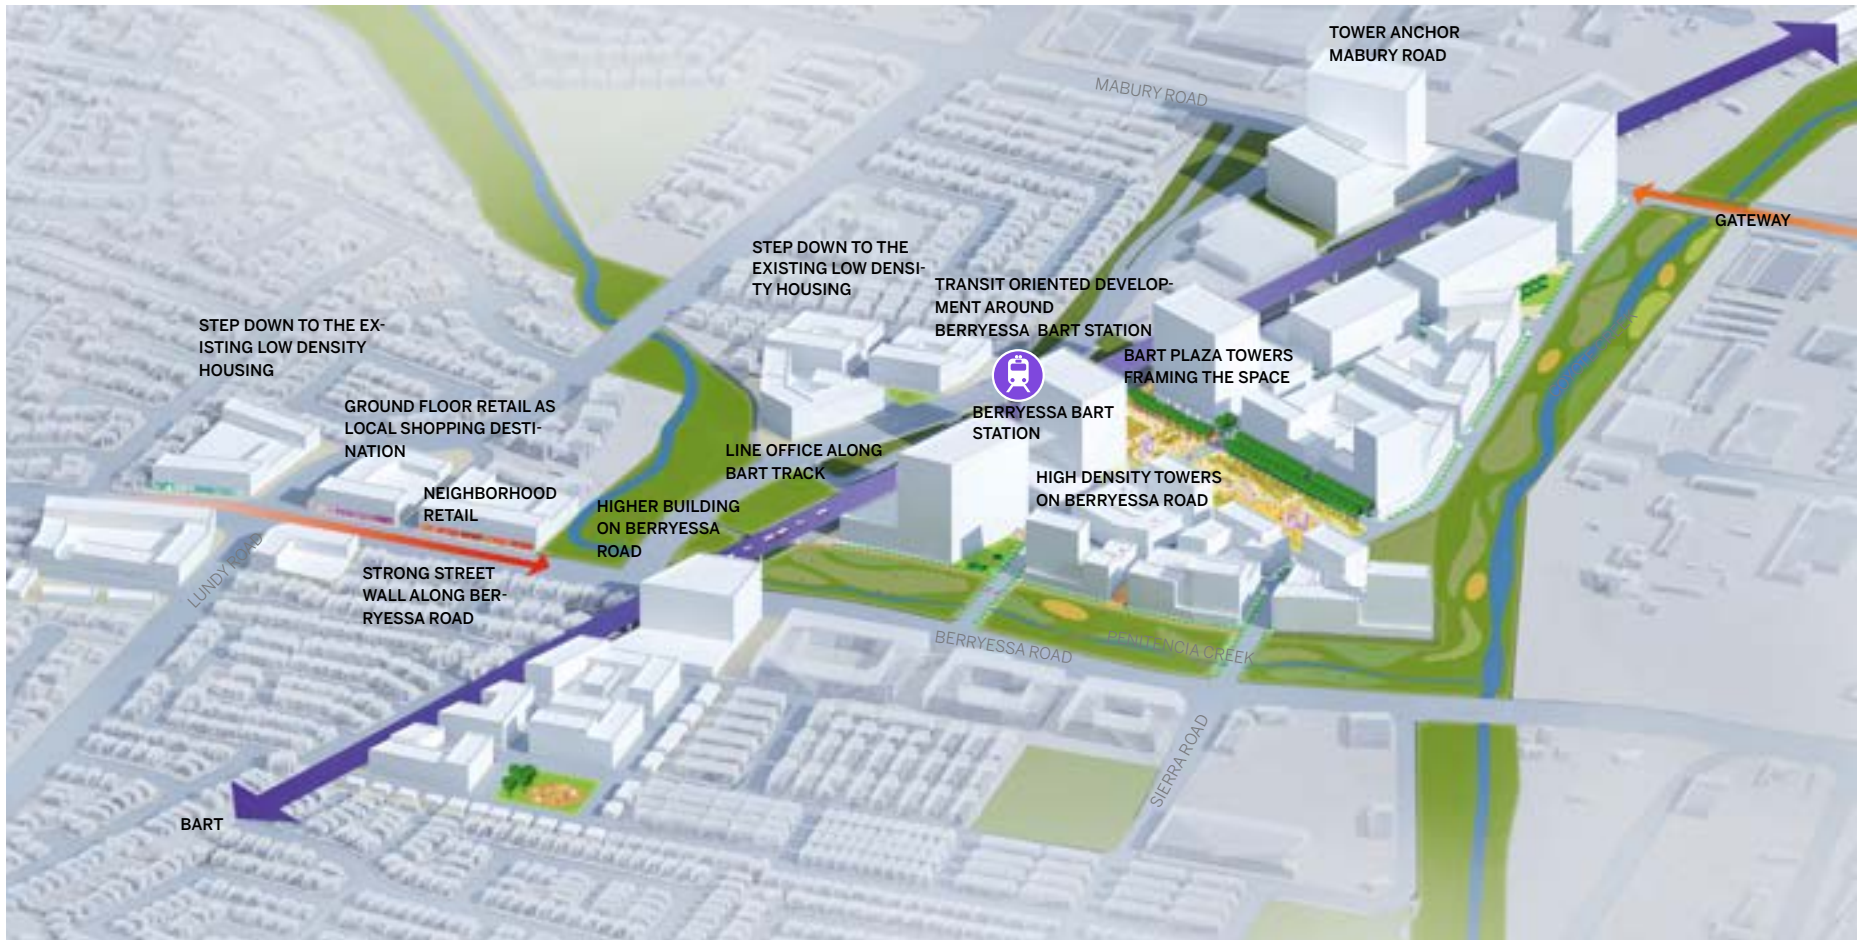 TOWER ANCHOR
MABURY ROAD
MABURY ROAD
GATEWAY
STEP DOWN TO THE
EXISTING LOW DENSI-
TY HOUSING
TRANSIT ORIENTED DEVELOP-
MENT AROUND
BERRYESSA BART STATION
STEP DOWN TO THE EX-
ISTING LOW DENSITY
HOUSING
BART PLAZA TOWERS
FRAMING THE SPACE
GROUND FLOOR RETAIL AS
LOCAL SHOPPING DESTI-
NATION
BERRYESSA BART
STATION
LINE OFFICE ALONG
BART TRACK
HIGH DENSITY TOWERS
ON BERRYESSA ROAD
NEIGHBORHOOD
RETAIL
HIGHER BUILDING
ON BERRYESSA
ROAD
LUNDY ROAD
STRONG STREET
WALL ALONG BER-
RYESSA ROAD
BERRYESSA ROAD
PENITENCIA CREEK
SIERRA ROAD
BART